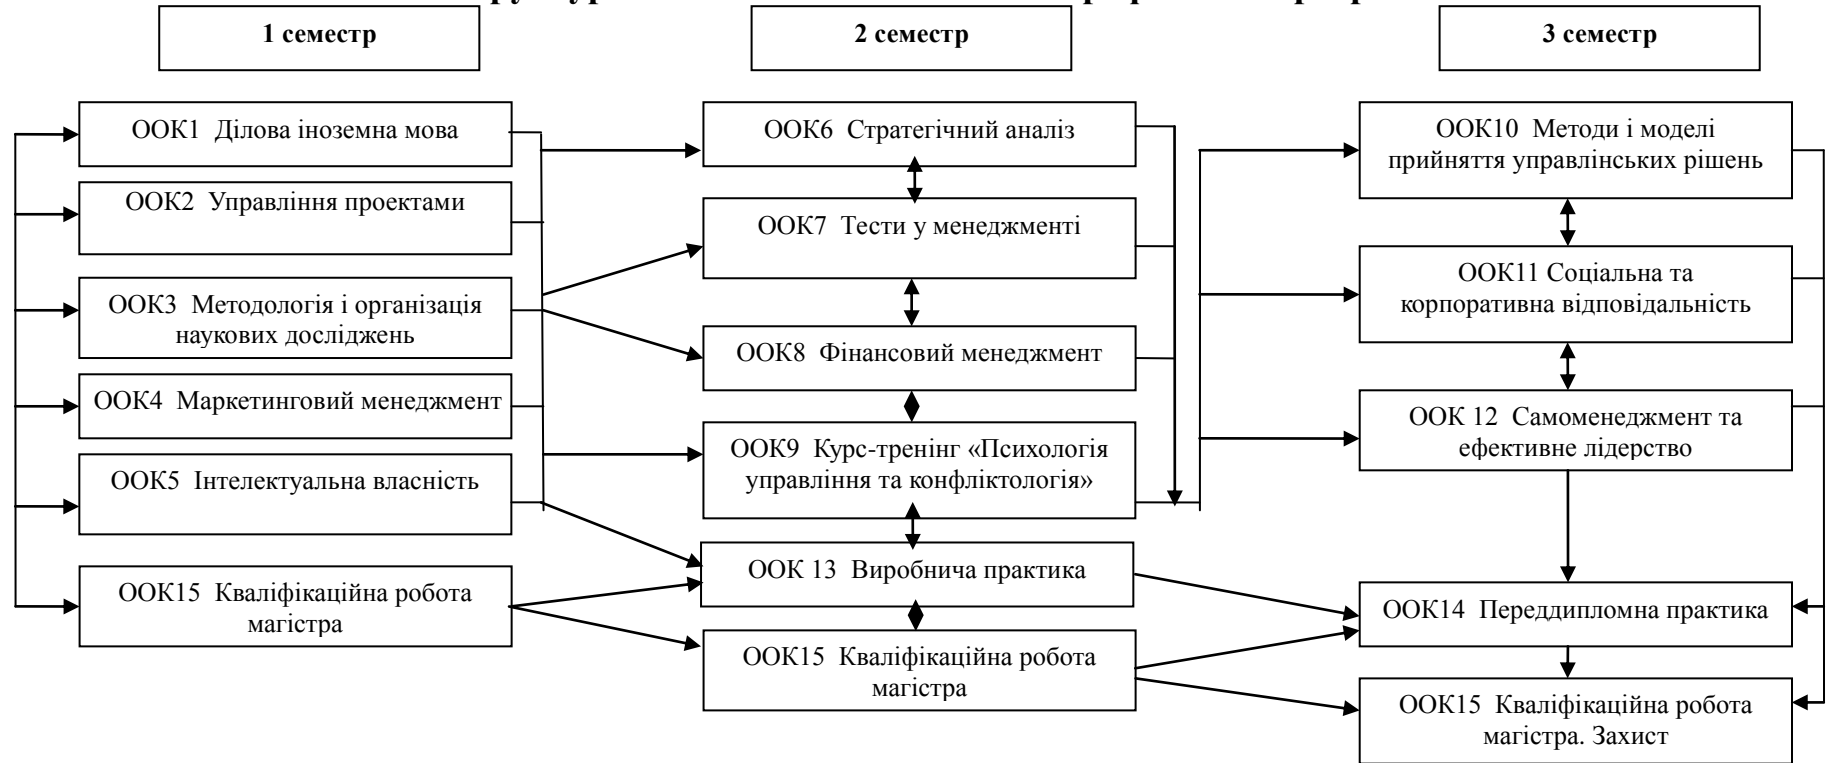 1 семестр
2 семестр
3 семестр
ООК1 Ділова іноземна мова
ООК2 Управління проектами
ООК3 Методологія і організація
наукових досліджень
ООК4 Маркетинговий менеджмент
ООК5 Інтелектуальна власність
ООК15 Кваліфікаційна робота
магістра
ООК6 Стратегічний аналіз
ООК7 Тести у менеджменті
ООК8 Фінансовий менеджмент
ООК9 Курс-тренінг «Психологія
управління та конфліктологія»
ООК 13 Виробнича практика
ООК15 Кваліфікаційна робота
магістра
ООК10 Методи і моделі
прийняття управлінських рішень
ООК11 Соціальна та
корпоративна відповідальність
ООК 12 Самоменеджмент та
ефективне лідерство
ООК14 Переддипломна практика
ООК15 Кваліфікаційна робота
магістра. Захист